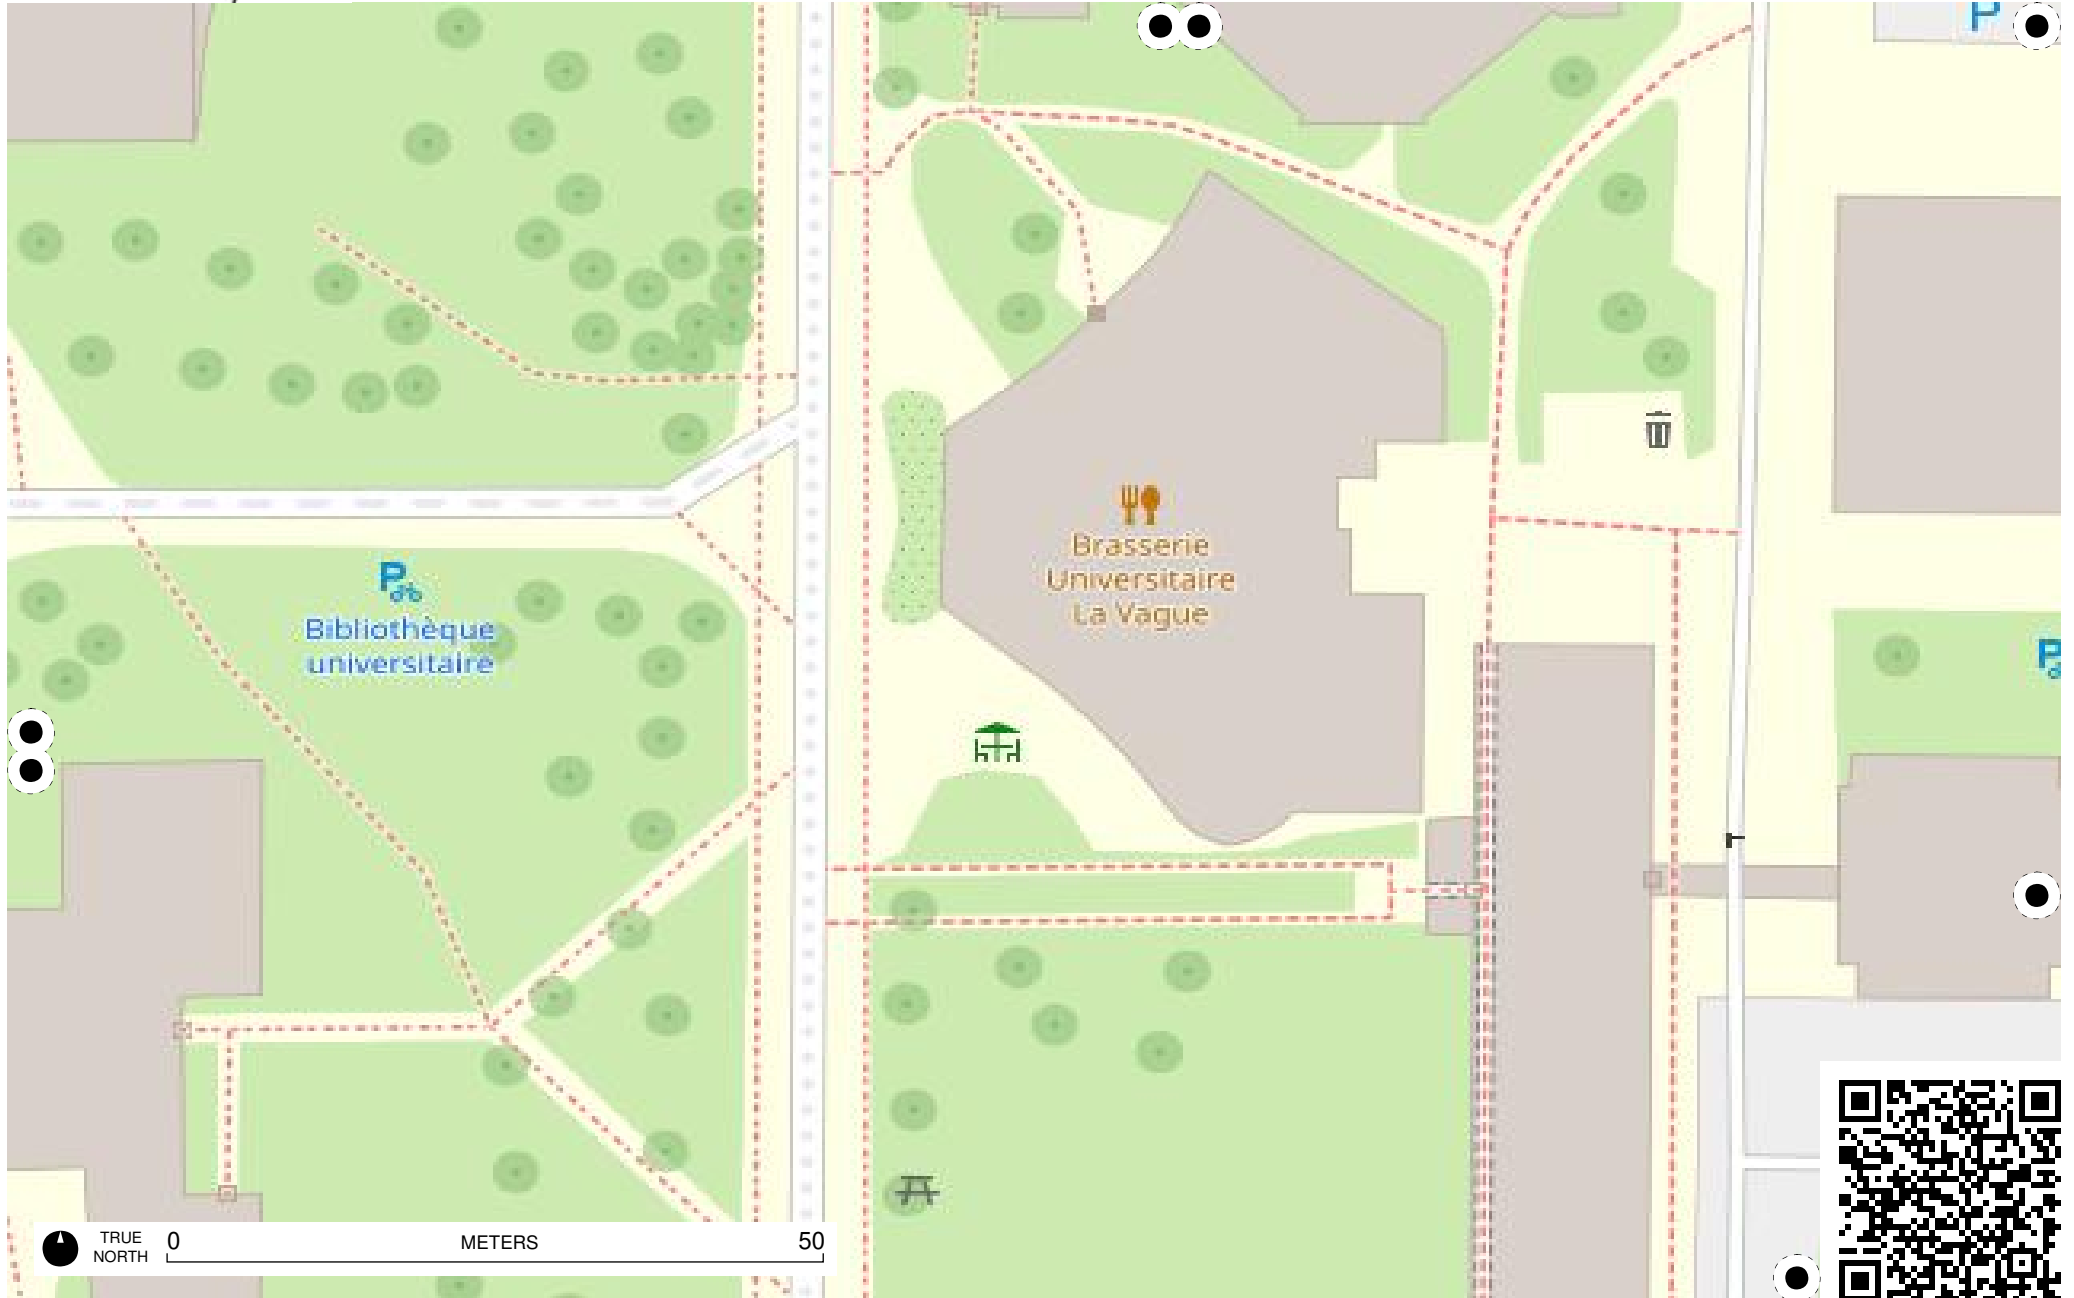 P
Brasserie
Universitaire
La Vague
P
Bibliothèque
universitaire
P
TRUE
NORTH
0
METERS
50